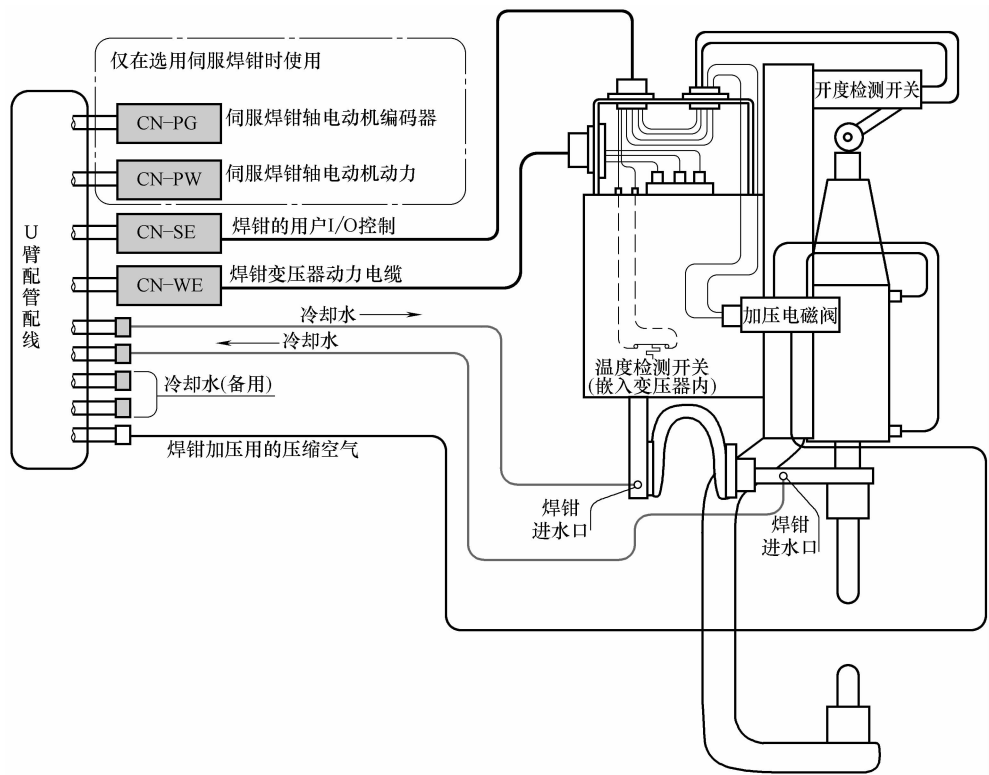 仅在选用伺服焊钳时使用
CN-PG
伺服焊钳轴电动机编码器
CN-PW
伺服焊钳轴电动机动力
CN-SE
焊钳的用户I/O控制
CN-WE
焊钳变压器动力电缆
U臂配管配线
冷却水
冷却水
冷却水(备用)
焊钳加压用的压缩空气
开度检测开关
加压电磁阀
温度检测开关
(嵌入变压器内)
焊钳
进水口
焊钳
进水口